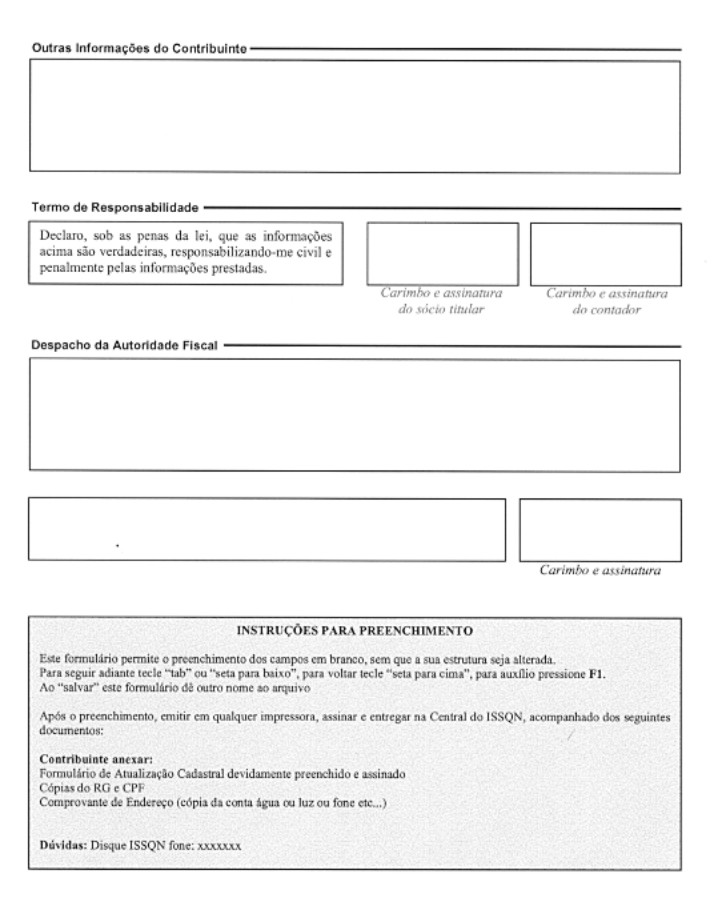 Outras Informações do Contribuinte
Termo de Responsabilidade
Declaro, sob as penas da lei, que as informações
acima são verdadeiras, responsabilizando-me civil e
penalmente pelas informações prestadas.
Carimbo e assinatura
do sócio titular
Carimbo e assinatura
do contador
Despacho da Autoridade Fiscal
Carimbo e assinatura
INSTRUÇÕES PARA PREENCHIMENTO
Este formulário permite o preenchimento dos campos em branco, sem que a sua estrutura seja alterada.
Para seguir adiante tecle “tab” ou “seta para baixo”, para voltar tecle “seta para cima”, para auxílio pressione F1.
Ao “salvar” este formulário dê outro nome ao arquivo
Após o preenchimento, emitir em qualquer impressora, assinar e entregar na Central do ISSQN, acompanhado dos seguintes
documentos:
Contribuinte anexar:
Formulário de Atualização Cadastral devidamente preenchido e assinado
Cópias do RG e CPF
Comprovante de Endereço (cópia da conta água ou luz ou fone etc...)
Dúvidas: Disque ISSQN fone: xxxxxxx